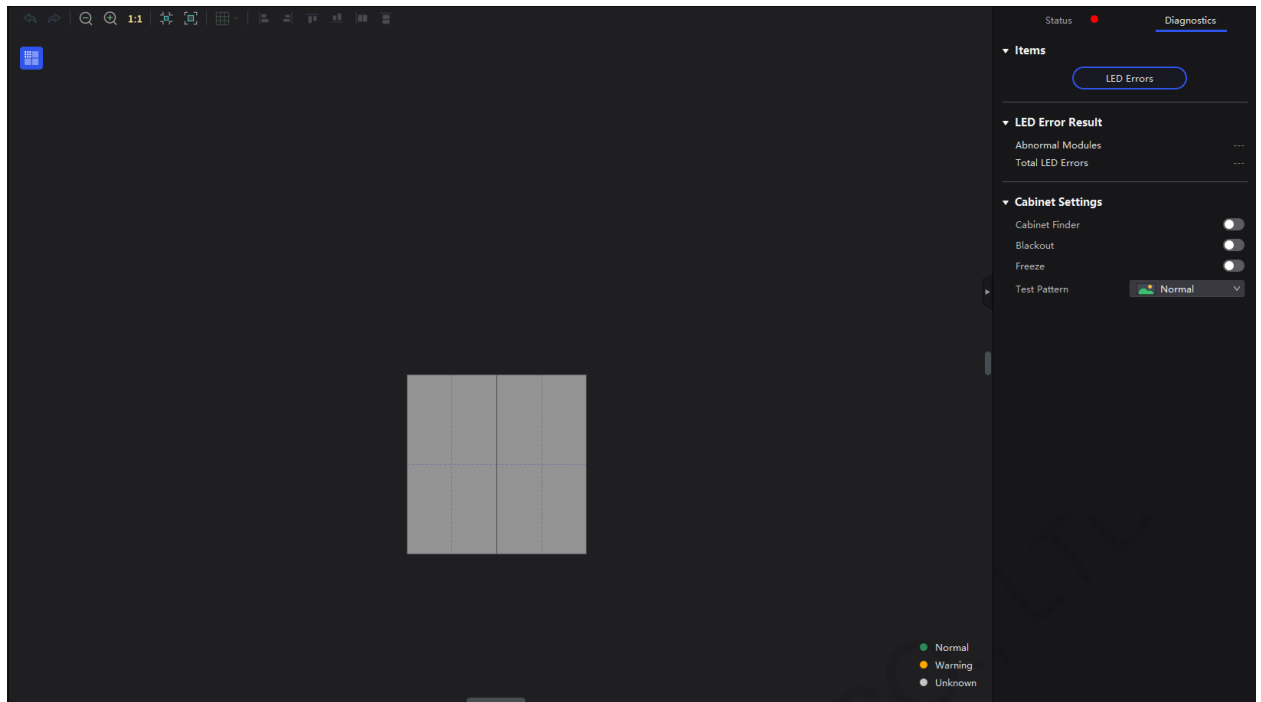 1:1
Status
Diagnostics
Items
LED Errors
LED Error Result
Abnormal Modules ---
Total LED Errors ---
Cabinet Settings
Cabinet Finder
Blackout
Freeze
Test Pattern Normal
Normal
Warning
Unknown